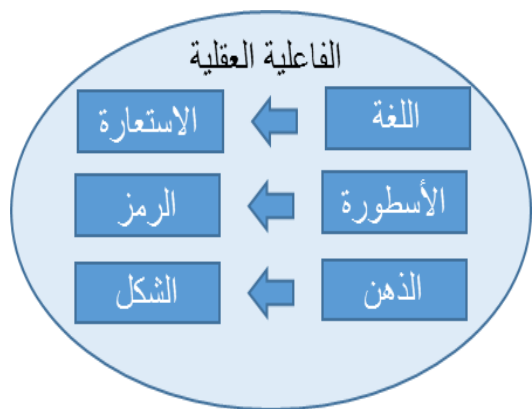 الفاعلية العقلية
اللغة
الاستعارة
الأسطورة
الرمز
الذهن
الشكل